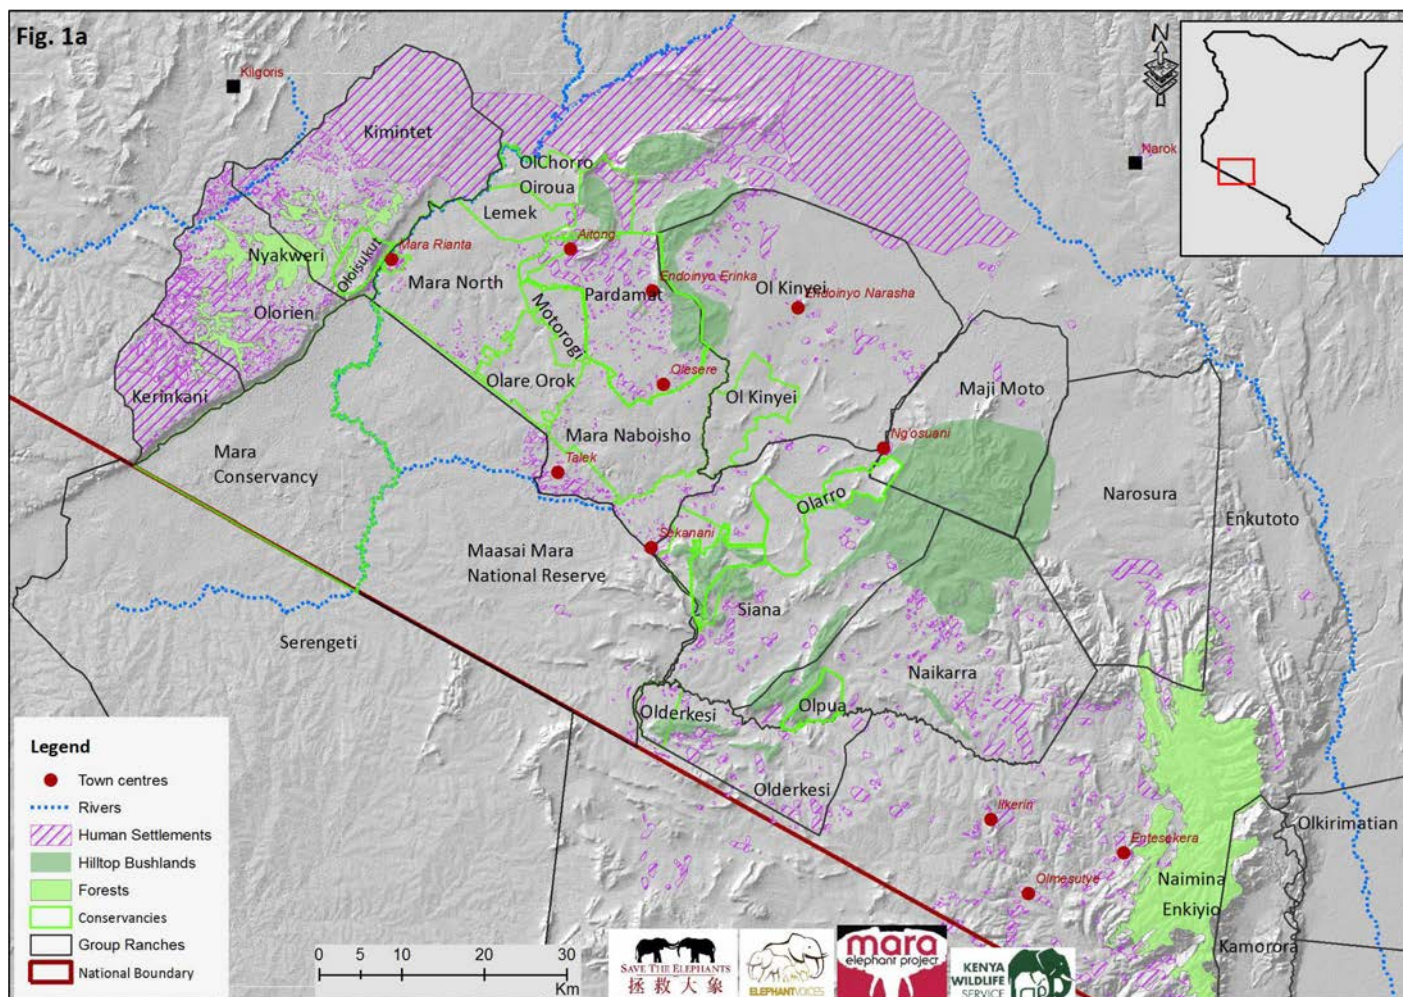 Fig. 1a
N
Kilgoris
Narok
Kimintet
OlChorro
Oiroua
Lemek
Nyakweri
Oloisukut
Mara Rianta
Aitong
Mara North
Endoinyo Erinka
Pardamat
Ol Kinyei
Endoinyo Narasha
Olorien
Motorogi
Kerinkani
Olare Orok
Olesere
Ol Kinyei
Maji Moto
Mara
Conservancy
Mara Naboisho
Talek
Ng'osuani
Olarro
Narosura
Enkutoto
Sekanani
Maasai Mara
National Reserve
Siana
Serengeti
Naikarra
Olderkesi
Olpua
Olderkesi
Ilkerin
Entesekera
Olkirimatian
Olmesutye
Naimina
Enkiyio
Kamorora
Legend
Town centres
Rivers
Human Settlements
Hilltop Bushlands
Forests
Conservancies
Group Ranches
National Boundary
0 5 10 20 30
Km
SAVE THE ELEPHANTS
拯救大象
ELEPHANTVOICES
mara
elephant project
KENYA
WILDLIFE
SERVICE